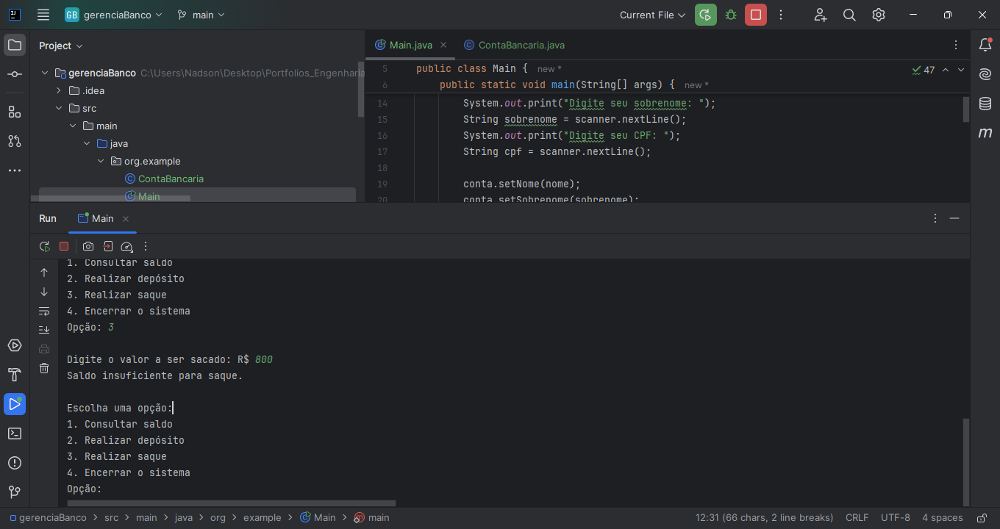 GB gerenciaBanco main Current File
Project
gerenciaBanco C:\Users\Nadson\Desktop\Portfolios_Engenharia
.idea
src
main
java
org.example
ContaBancaria
Main
Main.java ContaBancaria.java
47
5 public class Main { new *
6 public static void main(String[] args) { new *
14 System.out.print("Digite seu sobrenome: ");
15 String sobrenome = scanner.nextLine();
16 System.out.print("Digite seu CPF: ");
17 String cpf = scanner.nextLine();
18
19 conta.setNome(nome);
20 conta.setSobrenome(sobrenome);
Run Main
1. Consultar saldo
2. Realizar depósito
3. Realizar saque
4. Encerrar o sistema
Opção: 3
Digite o valor a ser sacado: R$ 800
Saldo insuficiente para saque.
Escolha uma opção:
1. Consultar saldo
2. Realizar depósito
3. Realizar saque
4. Encerrar o sistema
Opção:
gerenciaBanco > src > main > java > org > example > Main > main 12:31 (66 chars, 2 line breaks) CRLF UTF-8 4 spaces